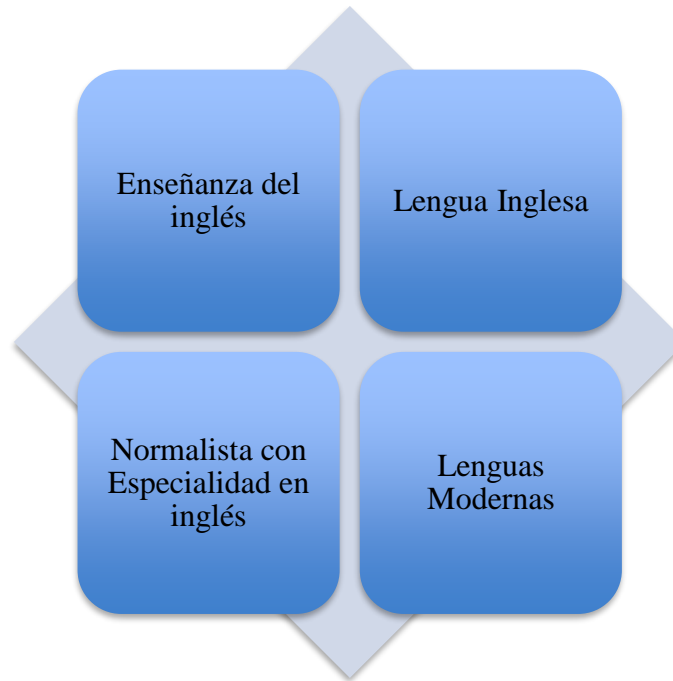 Enseñanza del
inglés
Lengua Inglesa
Normalista con
Especialidad en
inglés
Lenguas
Modernas